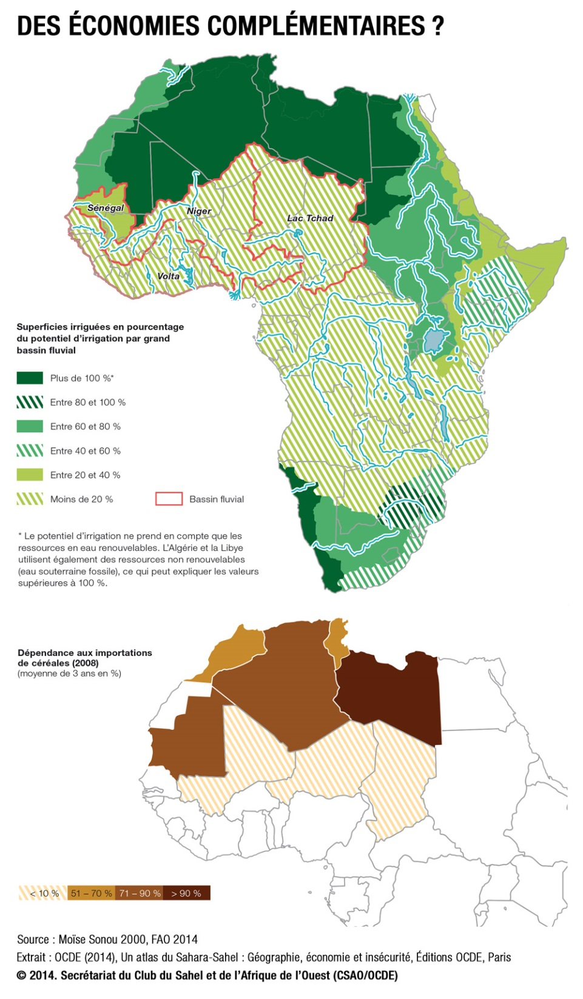 DES ÉCONOMIES COMPLÉMENTAIRES ?
Sénégal
Niger
Lac Tchad
Volta
Superficies irriguées en pourcentage
du potentiel d’irrigation par grand
bassin fluvial
Plus de 100 %*
Entre 80 et 100 %
Entre 60 et 80 %
Entre 40 et 60 %
Entre 20 et 40 %
Moins de 20 %
Bassin fluvial
* Le potentiel d’irrigation ne prend en compte que les
ressources en eau renouvelables. L’Algérie et la Libye
utilisent également des ressources non renouvelables
(eau souterraine fossile), ce qui peut expliquer les valeurs
supérieures à 100 %.
Dépendance aux importations
de céréales (2008)
(moyenne de 3 ans en %)
< 10 % 51 – 70 % 71 – 90 % > 90 %
Source : Moïse Sonou 2000, FAO 2014
Extrait : OCDE (2014), Un atlas du Sahara-Sahel : Géographie, économie et insécurité, Éditions OCDE, Paris
© 2014. Secrétariat du Club du Sahel et de l’Afrique de l’Ouest (CSAO/OCDE)